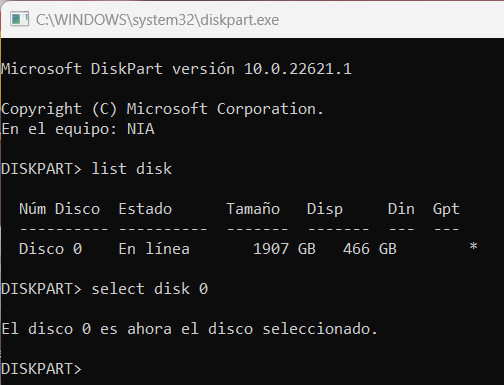 C:\WINDOWS\system32\diskpart.exe
Microsoft DiskPart versión 10.0.22621.1
Copyright (C) Microsoft Corporation.
En el equipo: NIA
DISKPART> list disk
Núm Disco  Estado      Tamaño   Disp     Din  Gpt
---------- ----------  -------  -------  ---  ---
Disco 0    En línea      1907 GB   466 GB        *
DISKPART> select disk 0
El disco 0 es ahora el disco seleccionado.
DISKPART>